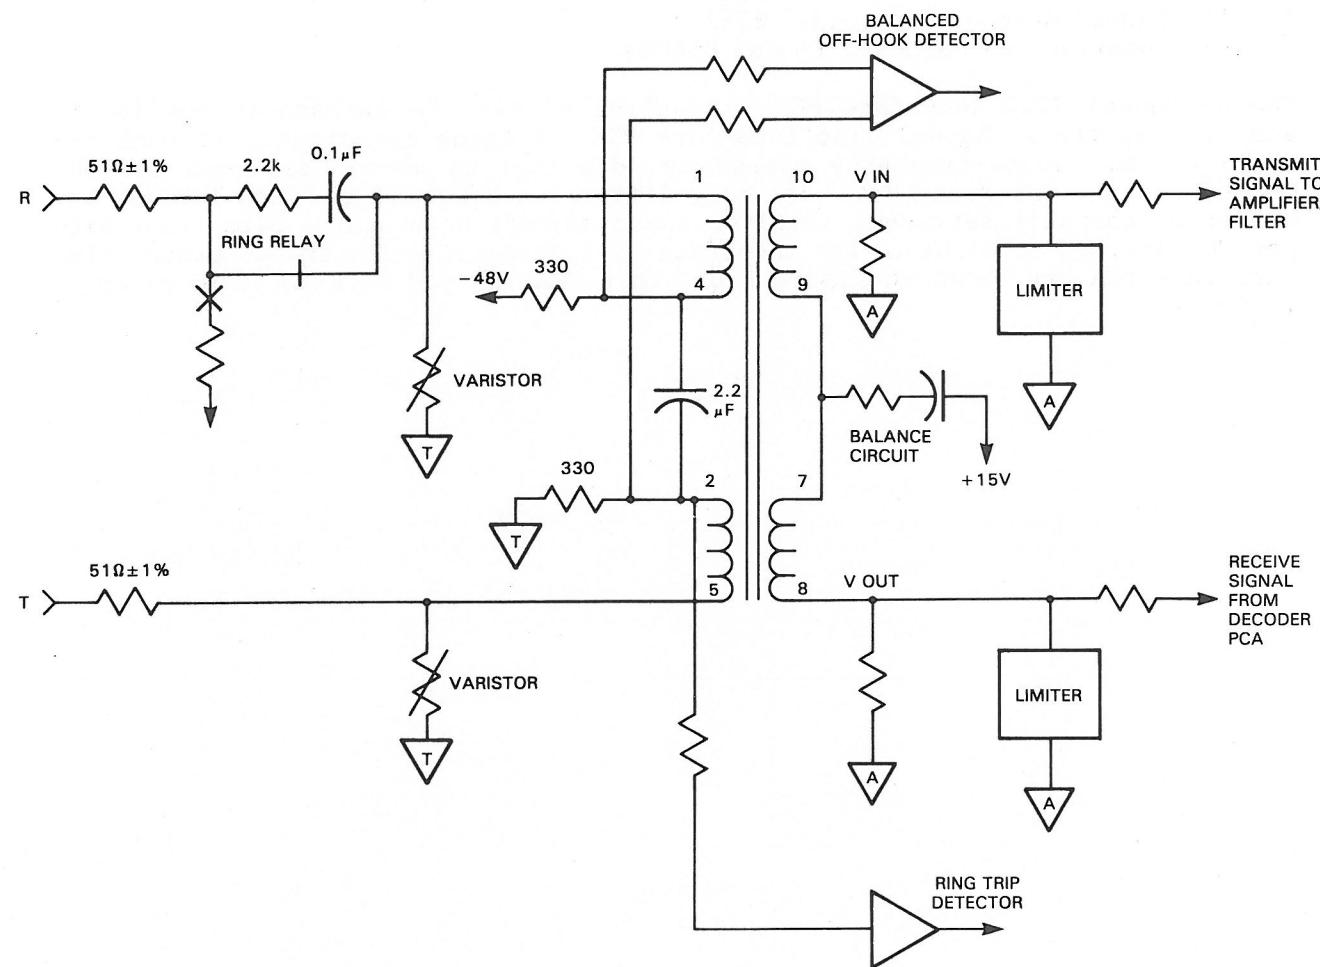 BALANCED
OFF-HOOK DETECTOR
R
51Ω±1%
2.2k
0.1µF
1
10
V IN
TRANSMIT
SIGNAL TO
AMPLIFIER/
FILTER
RING RELAY
-48V
330
4
9
A
LIMITER
A
VARISTOR
T
2.2
µF
BALANCE
CIRCUIT
+15V
330
2
7
T
T
51Ω±1%
5
8
V OUT
RECEIVE
SIGNAL
FROM
DECODER
PCA
VARISTOR
T
LIMITER
A
A
RING TRIP
DETECTOR